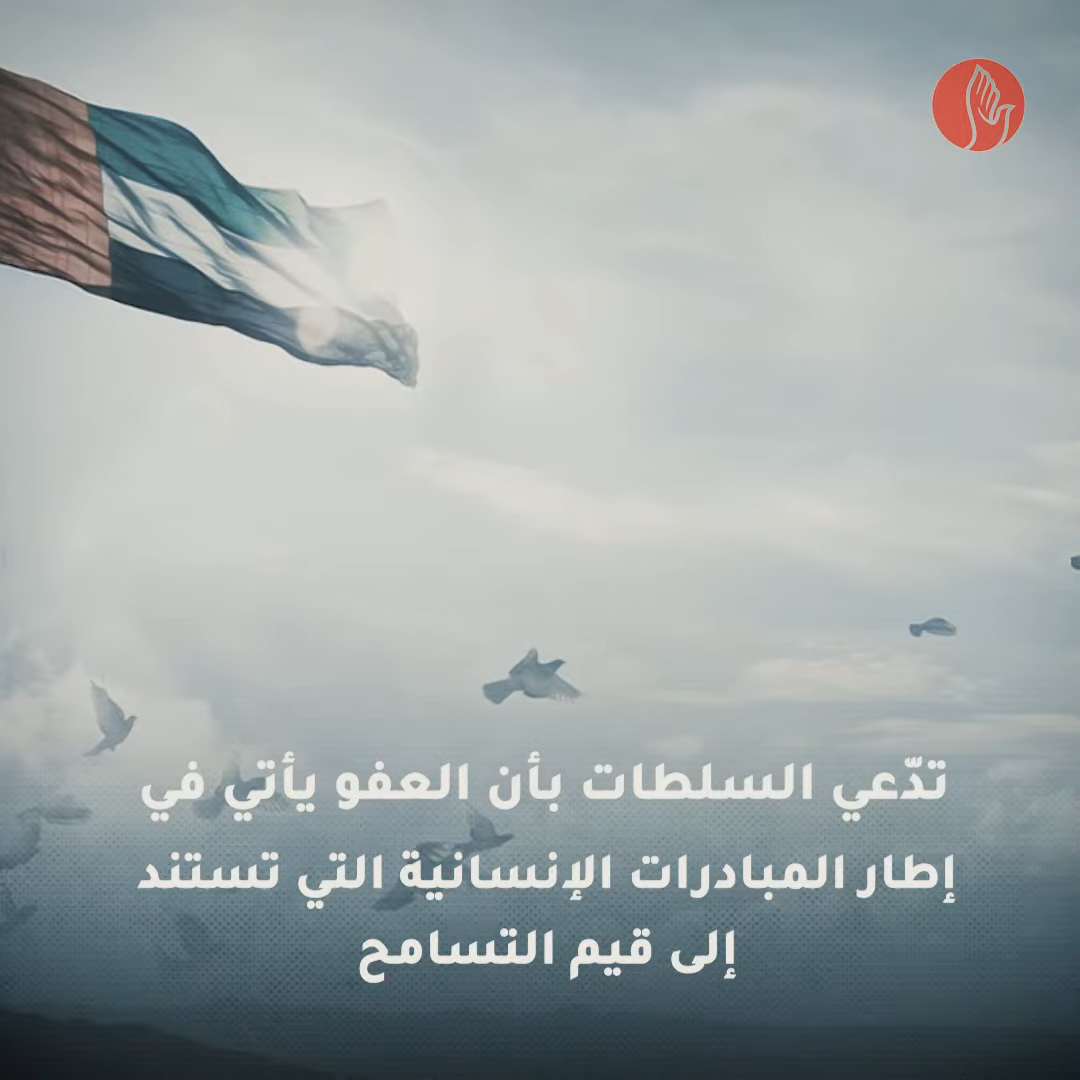 تدّعي السلطات بأن العفو يأتي في
إطار المبادرات الإنسانية التي تستند
إلى قيم التسامح